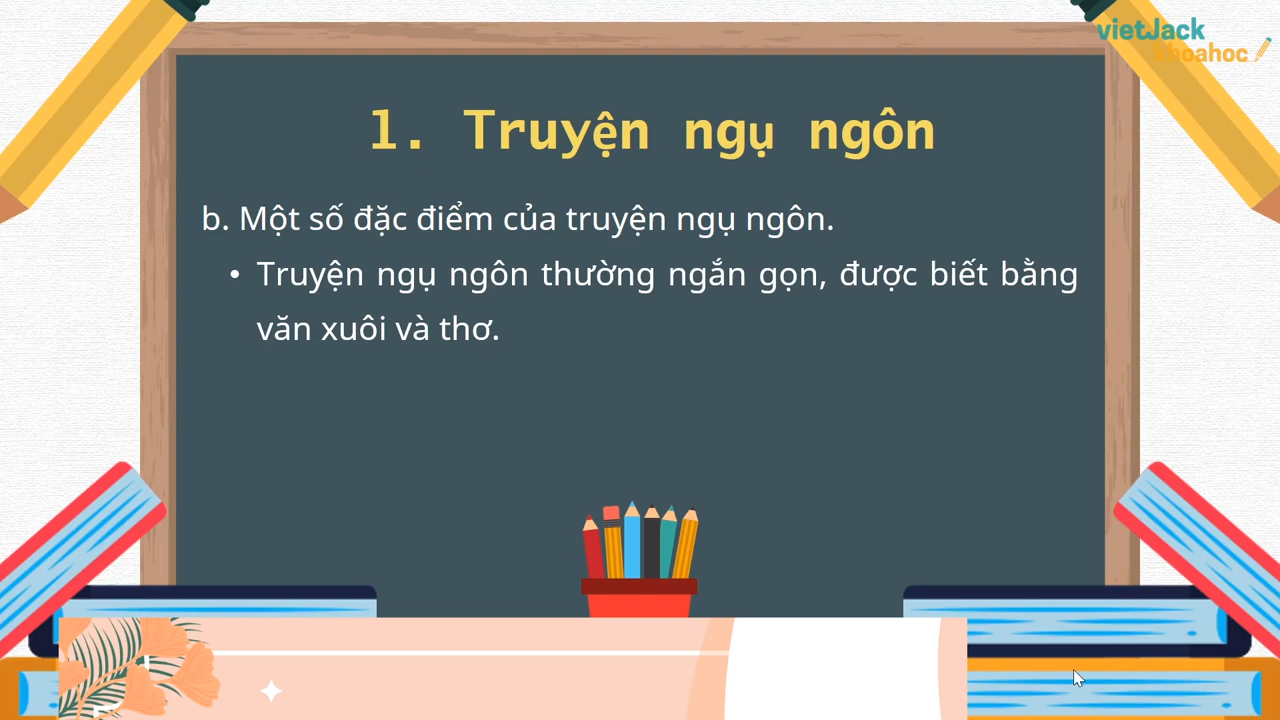 vietJack
khoahoc
1. Truyện ngụ ngôn
b. Một số đặc điểm của truyện ngụ ngôn.
• Truyện ngụ ngôn thường ngắn gọn, được biết bằng
văn xuôi và thơ.